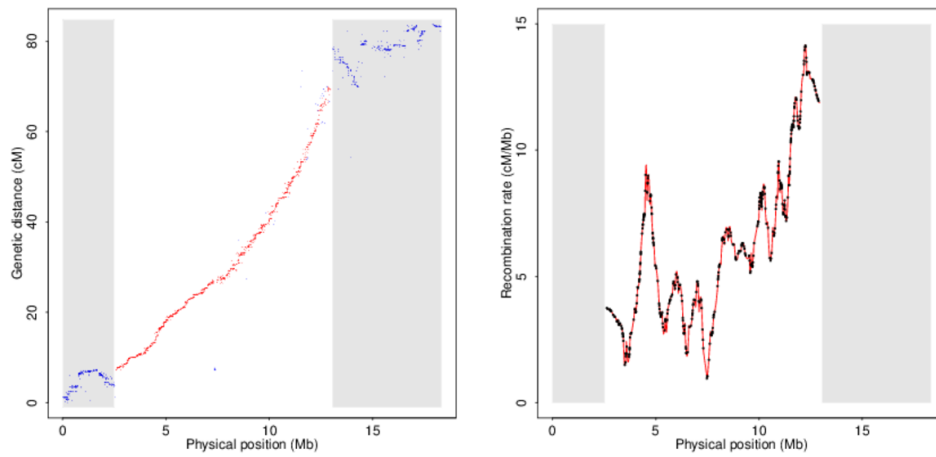 Genetic distance (cM)
80
60
40
20
0
0 5 10 15
Physical position (Mb)
Recombination rate (cM/Mb)
15
10
5
0
0 5 10 15
Physical position (Mb)